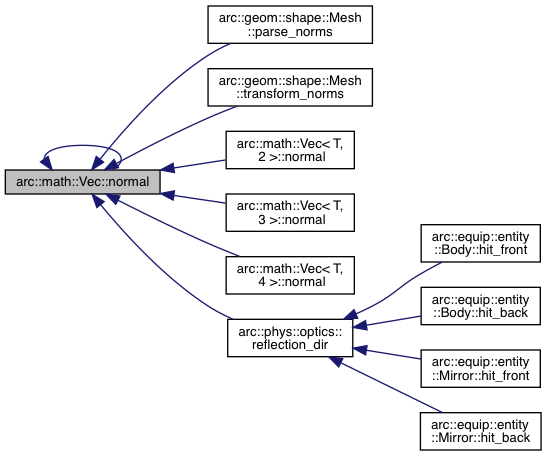 arc::geom::shape::Mesh
::parse_norms
arc::geom::shape::Mesh
::transform_norms
arc::math::Vec< T,
2 >::normal
arc::math::Vec::normal
arc::math::Vec< T,
3 >::normal
arc::math::Vec< T,
4 >::normal
arc::phys::optics::
reflection_dir
arc::equip::entity
::Body::hit_front
arc::equip::entity
::Body::hit_back
arc::equip::entity
::Mirror::hit_front
arc::equip::entity
::Mirror::hit_back